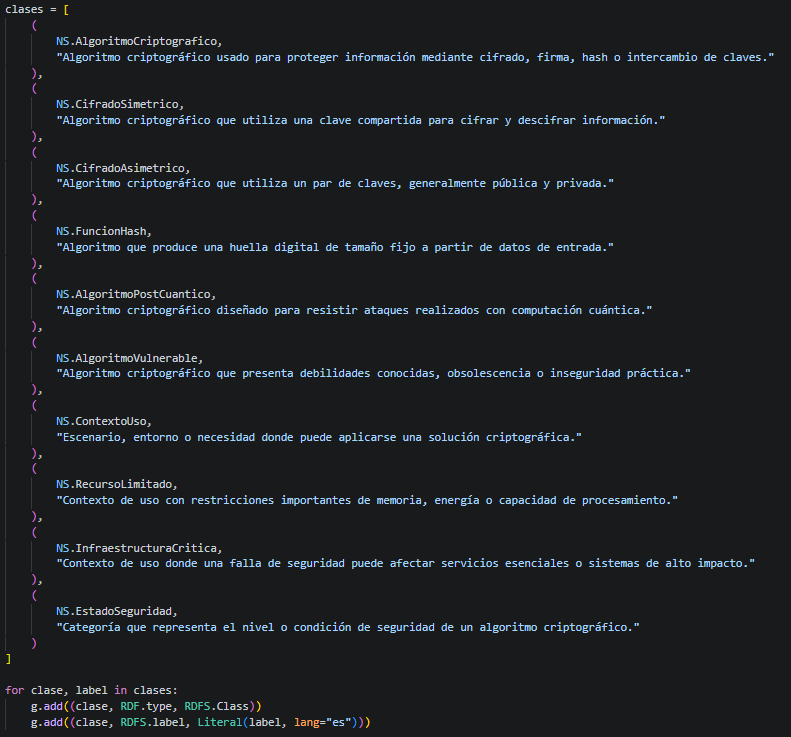 clases = [
    (
        NS.AlgoritmoCriptografico,
        "Algoritmo criptográfico usado para proteger información mediante cifrado, firma, hash o intercambio de claves."
    ),
    (
        NS.CifradoSimetrico,
        "Algoritmo criptográfico que utiliza una clave compartida para cifrar y descifrar información."
    ),
    (
        NS.CifradoAsimetrico,
        "Algoritmo criptográfico que utiliza un par de claves, generalmente pública y privada."
    ),
    (
        NS.FuncionHash,
        "Algoritmo que produce una huella digital de tamaño fijo a partir de datos de entrada."
    ),
    (
        NS.AlgoritmoPostCuantico,
        "Algoritmo criptográfico diseñado para resistir ataques realizados con computación cuántica."
    ),
    (
        NS.AlgoritmoVulnerable,
        "Algoritmo criptográfico que presenta debilidades conocidas, obsolescencia o inseguridad práctica."
    ),
    (
        NS.ContextoUso,
        "Escenario, entorno o necesidad donde puede aplicarse una solución criptográfica."
    ),
    (
        NS.RecursoLimitado,
        "Contexto de uso con restricciones importantes de memoria, energía o capacidad de procesamiento."
    ),
    (
        NS.InfraestructuraCritica,
        "Contexto de uso donde una falla de seguridad puede afectar servicios esenciales o sistemas de alto impacto."
    ),
    (
        NS.EstadoSeguridad,
        "Categoría que representa el nivel o condición de seguridad de un algoritmo criptográfico."
    )
]

for clase, label in clases:
    g.add((clase, RDF.type, RDFS.Class))
    g.add((clase, RDFS.label, Literal(label, lang="es")))